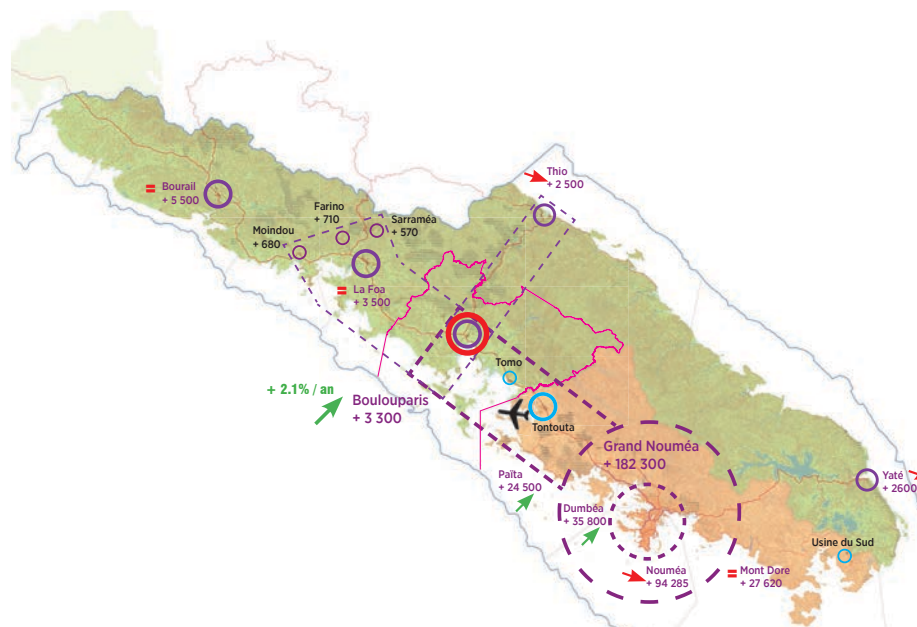 Thio
+ 2 500
=
Bourail
+ 5 500
Farino
+ 710
Sarraméa
+ 570
Moindou
+ 680
=
La Foa
+ 3 500
Tomo
+ 2.1% / an
Boulouparis
+ 3 300
Tontouta
Grand Nouméa
+ 182 300
Païta
+ 24 500
Yaté
+ 2600
Dumbéa
+ 35 800
Usine du Sud
Nouméa
+ 94 285
=
Mont Dore
+ 27 620